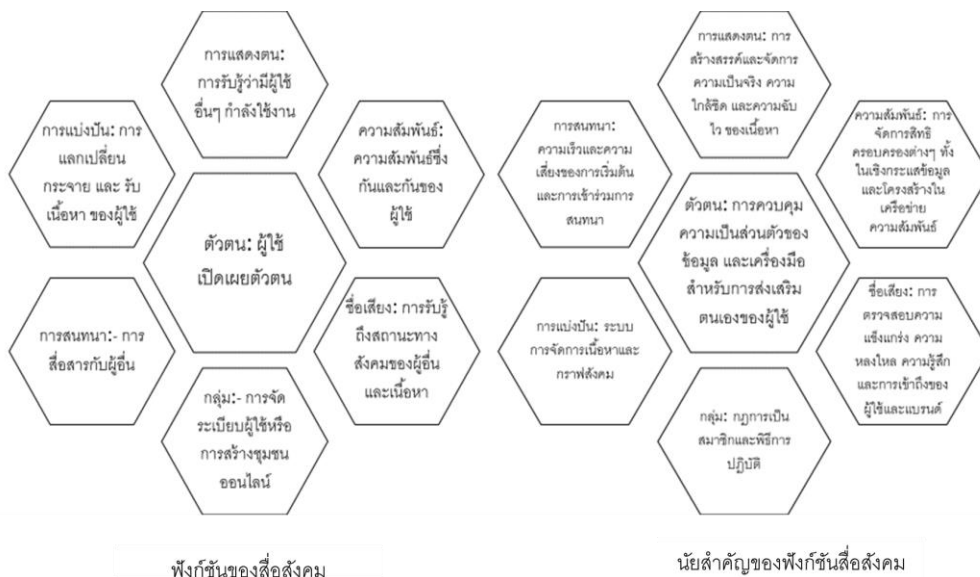 การแสดงตน:
การรับรู้ว่ามีผู้ใช้
อื่นๆ กำลังใช้งาน
การแบ่งปัน: การ
แลกเปลี่ยน
กระจาย และ รับ
เนื้อหา ของผู้ใช้
ความสัมพันธ์:
ความสัมพันธ์ซึ่ง
กันและกันของ
ผู้ใช้
ตัวตน: ผู้ใช้
เปิดเผยตัวตน
การสนทนา:- การ
สื่อสารกับผู้อื่น
ชื่อเสียง: การรับรู้
ถึงสถานะทาง
สังคมของผู้อื่น
และเนื้อหา
กลุ่ม:- การจัด
ระเบียบผู้ใช้หรือ
การสร้างชุมชน
ออนไลน์
ฟังก์ชันของสื่อสังคม
การแสดงตน: การ
สร้างสรรค์และจัดการ
ความเป็นจริง ความ
ใกล้ชิด และความฉับ
ไว ของเนื้อหา
การสนทนา:
ความเร็วและความ
เสี่ยงของการเริ่มต้น
และการเข้าร่วมการ
สนทนา
ความสัมพันธ์: การ
จัดการสิทธิ
ครอบครองต่างๆ ทั้ง
ในเชิงกระแสข้อมูล
และโครงสร้างใน
เครือข่าย
ความสัมพันธ์
ตัวตน: การควบคุม
ความเป็นส่วนตัวของ
ข้อมูล และเครื่องมือ
สำหรับการส่งเสริม
ตนเองของผู้ใช้
การแบ่งปัน: ระบบ
การจัดการเนื้อหาและ
กราฟสังคม
ชื่อเสียง: การ
ตรวจสอบความ
แข็งแกร่ง ความ
หลงใหล ความรู้สึก
และการเข้าถึงของ
ผู้ใช้และแบรนด์
กลุ่ม: กฎการเป็น
สมาชิกและพิธีการ
ปฏิบัติ
นัยสำคัญของฟังก์ชันสื่อสังคม